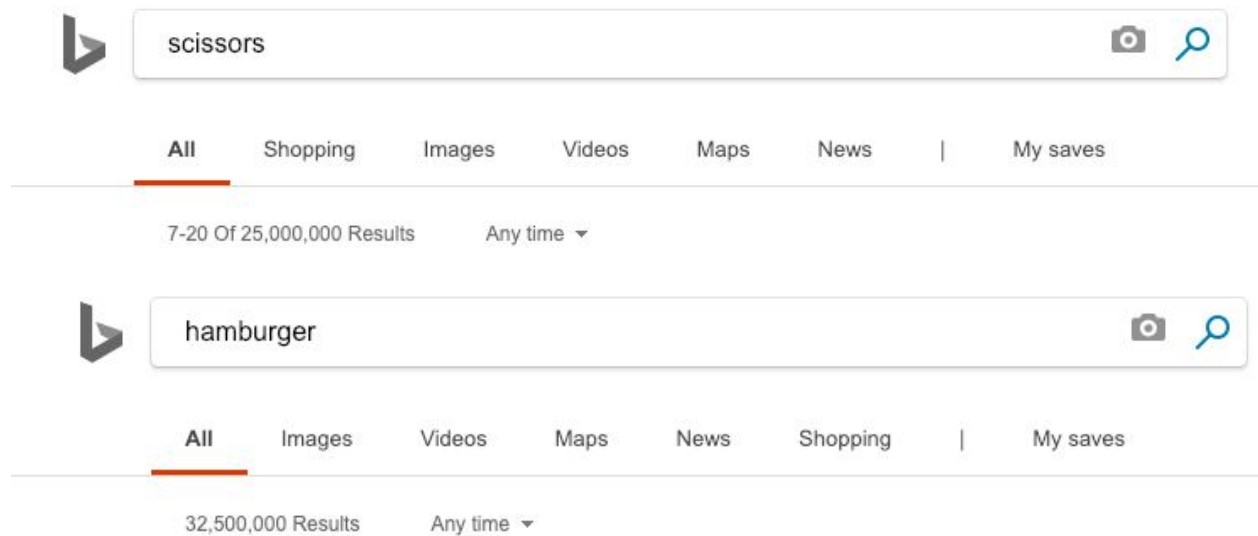 scissors
All Shopping Images Videos Maps News | My saves
7-20 Of 25,000,000 Results Any time
hamburger
All Images Videos Maps News Shopping | My saves
32,500,000 Results Any time